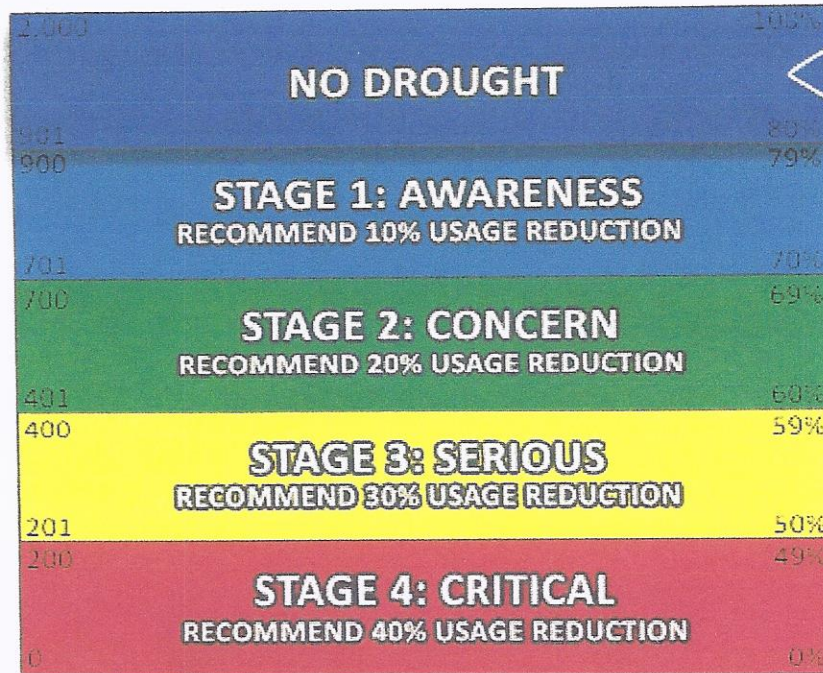 2.000 100%
NO DROUGHT
901 80%
900 79%
STAGE 1: AWARENESS
RECOMMEND 10% USAGE REDUCTION
701 70%
700 69%
STAGE 2: CONCERN
RECOMMEND 20% USAGE REDUCTION
401 60%
400 59%
STAGE 3: SERIOUS
RECOMMEND 30% USAGE REDUCTION
201 50%
200 49%
STAGE 4: CRITICAL
RECOMMEND 40% USAGE REDUCTION
0 0%